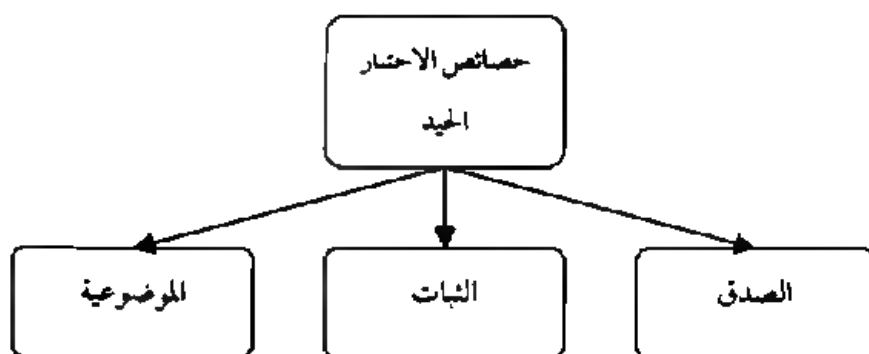 خصائص الاختبار
الجيد
الصدق
الثبات
الموضوعية